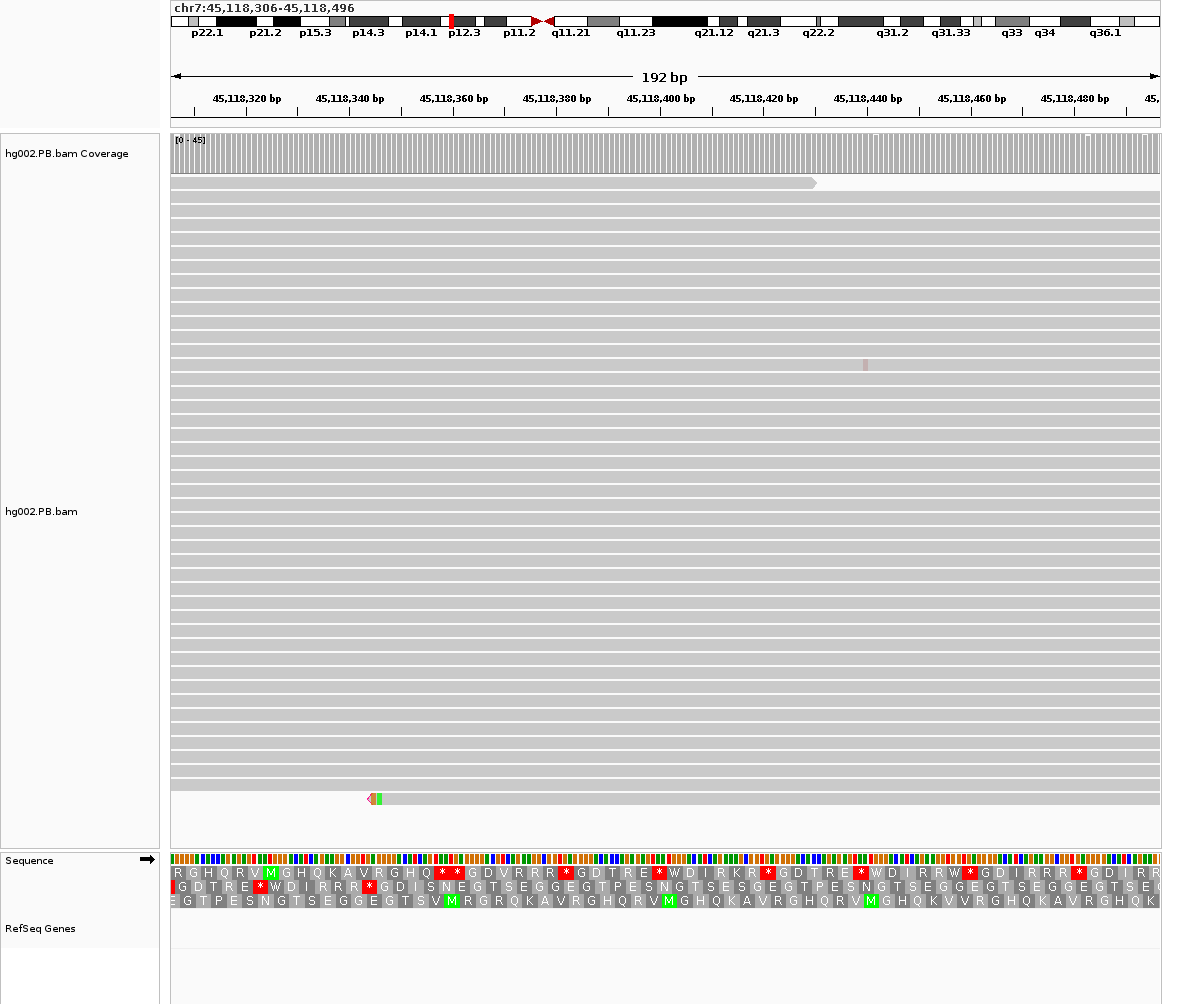 chr7:45,118,306-45,118,496
p22.1 p21.2 p15.3 p14.3 p14.1 p12.3 p11.2 q11.21 q11.23 q21.12 q21.3 q22.2 q31.2 q31.33 q33 q34 q36.1
192 bp
45,118,320 bp 45,118,340 bp 45,118,360 bp 45,118,380 bp 45,118,400 bp 45,118,420 bp 45,118,440 bp 45,118,460 bp 45,118,480 bp 45,
hg002.PB.bam Coverage
[0 - 45]
hg002.PB.bam
Sequence
R G H Q R V M G H Q K A V R G H Q * * G D V R R R * G D T R E * W D I R K R * G D T R E * W D I R R W * G D I R R R * G D I R R
G D T R E * W D I R R R * G D I S N E G T S E G G E G T P E S N G T S E S G E G T P E S N G T S E G G E G T S E G G E G T S E
E G T P E S N G T S E G G E G T S V M R G R Q K A V R G H Q R V M G H Q K A V R G H Q R V M G H Q K V V R G H Q K A V R G H Q K
RefSeq Genes